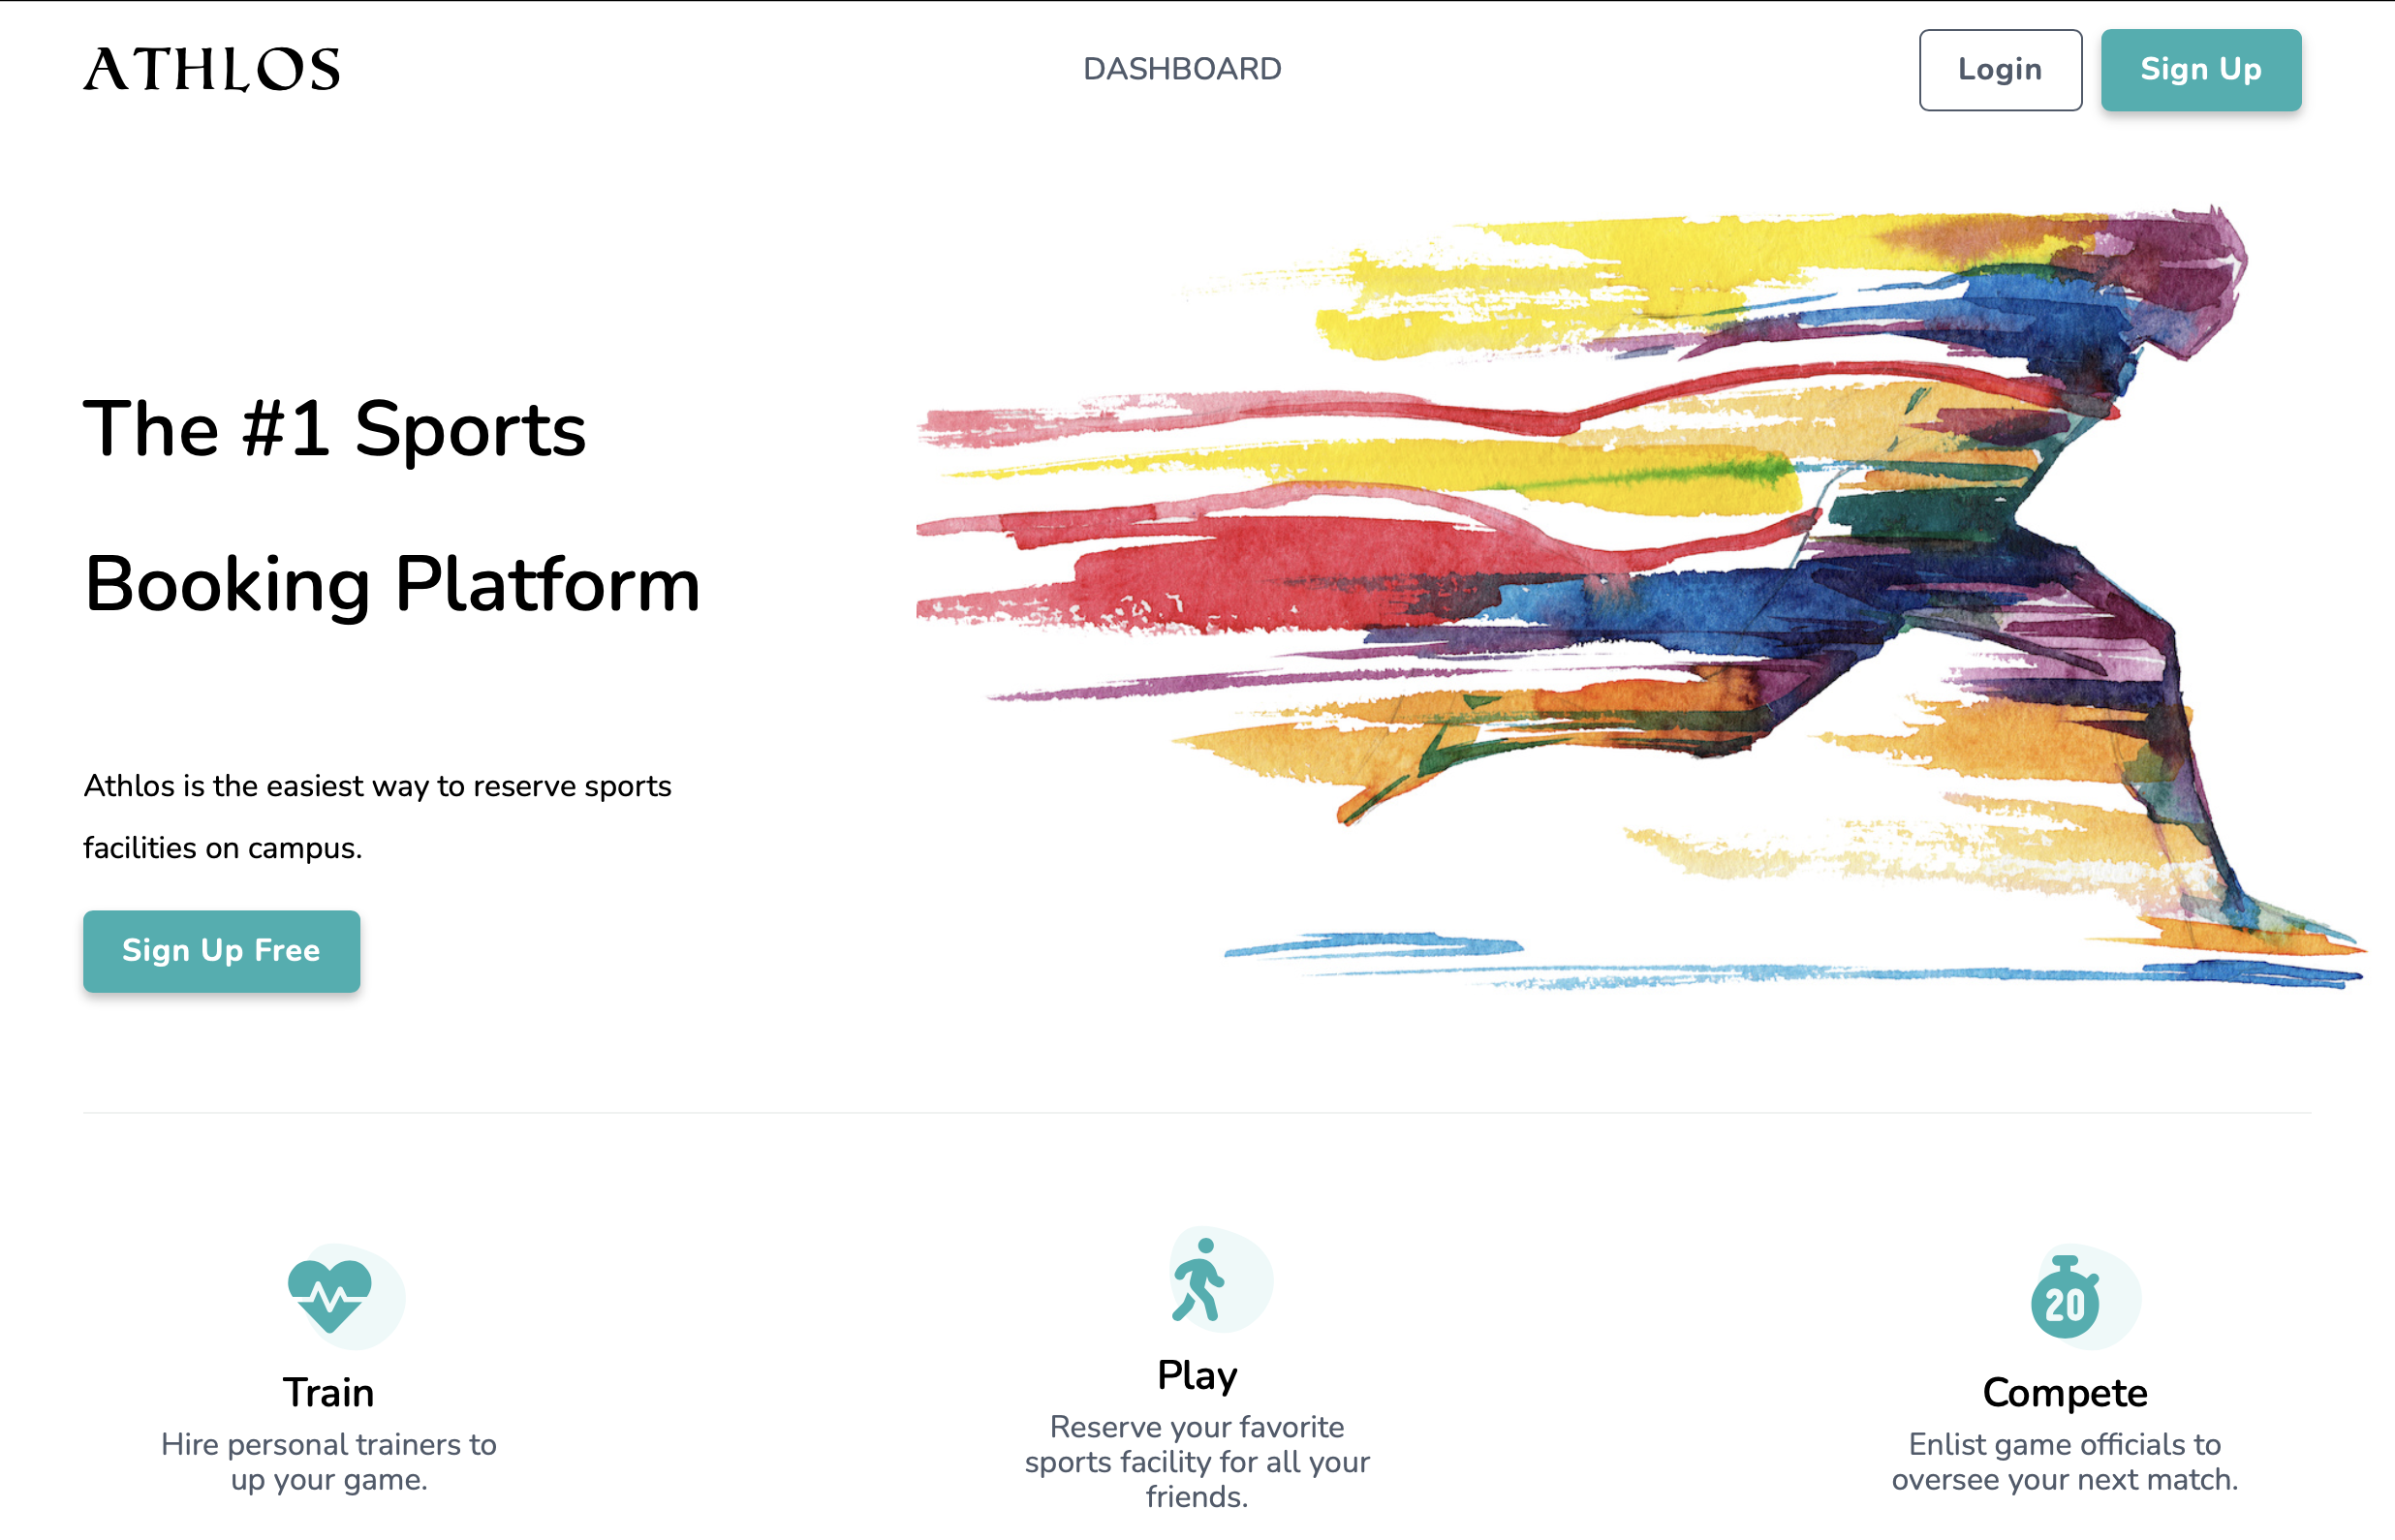 ATHLOS
DASHBOARD
Login
Sign Up
The #1 Sports
Booking Platform
Athlos is the easiest way to reserve sports
facilities on campus.
Sign Up Free
Train
Hire personal trainers to
up your game.
Play
Reserve your favorite
sports facility for all your
friends.
20
Compete
Enlist game officials to
oversee your next match.